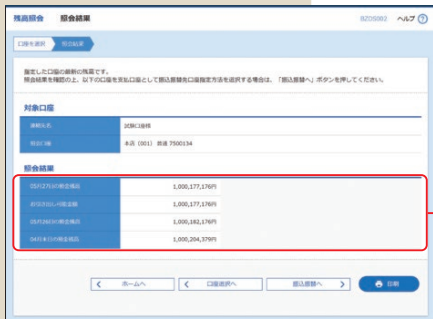 残高照会 照会結果
BZOS002 ヘルプ ?
口座を選択 照会結果
指定した口座の最新の残高です。
照会結果を確認の上、以下の口座を支払口座として振込振替先口座指定方法を選択する場合は、「振込振替へ」ボタンを押してください。
対象口座
試験口座様
照会口座 本店 (001) 普通 7500134
照会結果
1,000,177,176円
1,000,177,176円
1,000,182,176円
1,000,204,379円
ホームへ 口座選択へ 振込振替へ 印刷